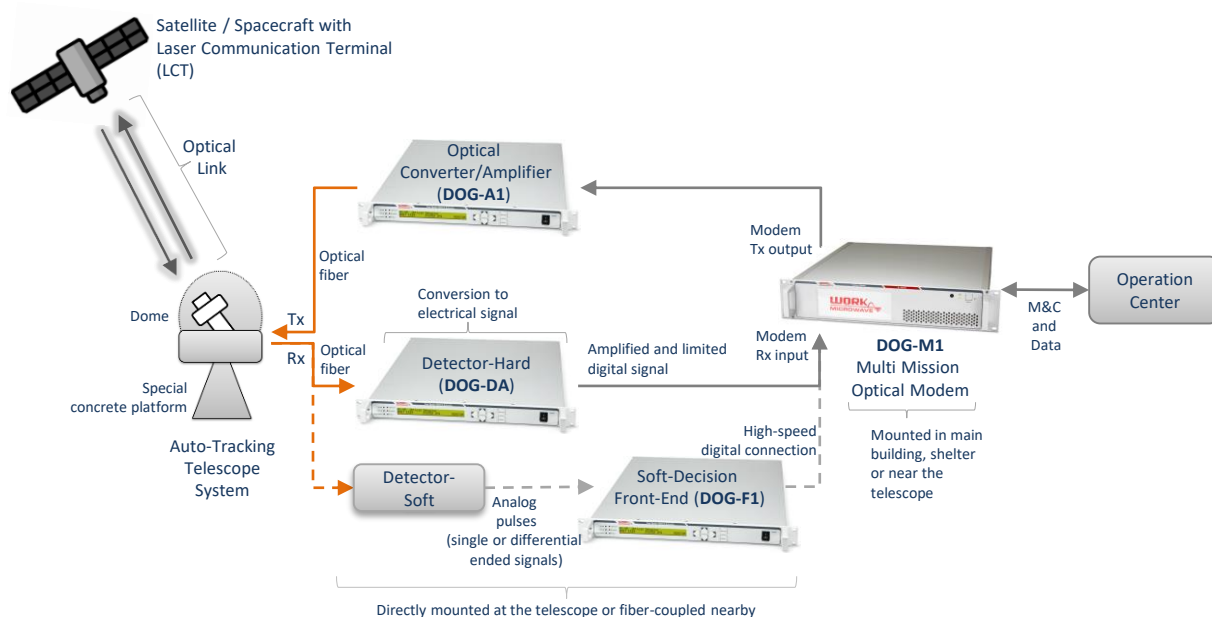 Satellite / Spacecraft with
Laser Communication Terminal
(LCT)
Optical
Link
Optical
Converter/Amplifier
(DOG-A1)
Modem
Tx output
Optical
fiber
Dome
Tx
Rx
Optical
fiber
Conversion to
electrical signal
Detector-Hard
(DOG-DA)
Amplified and limited
digital signal
Modem
Rx input
WORK
MICROWAVE
M&C
and
Data
Operation
Center
DOG-M1
Multi Mission
Optical Modem
Special
concrete platform
Auto-Tracking
Telescope
System
Mounted in main
building, shelter
or near the
telescope
High-speed
digital connection
Detector-
Soft
Analog
pulses
(single or differential
ended signals)
Soft-Decision
Front-End (DOG-F1)
Directly mounted at the telescope or fiber-coupled nearby